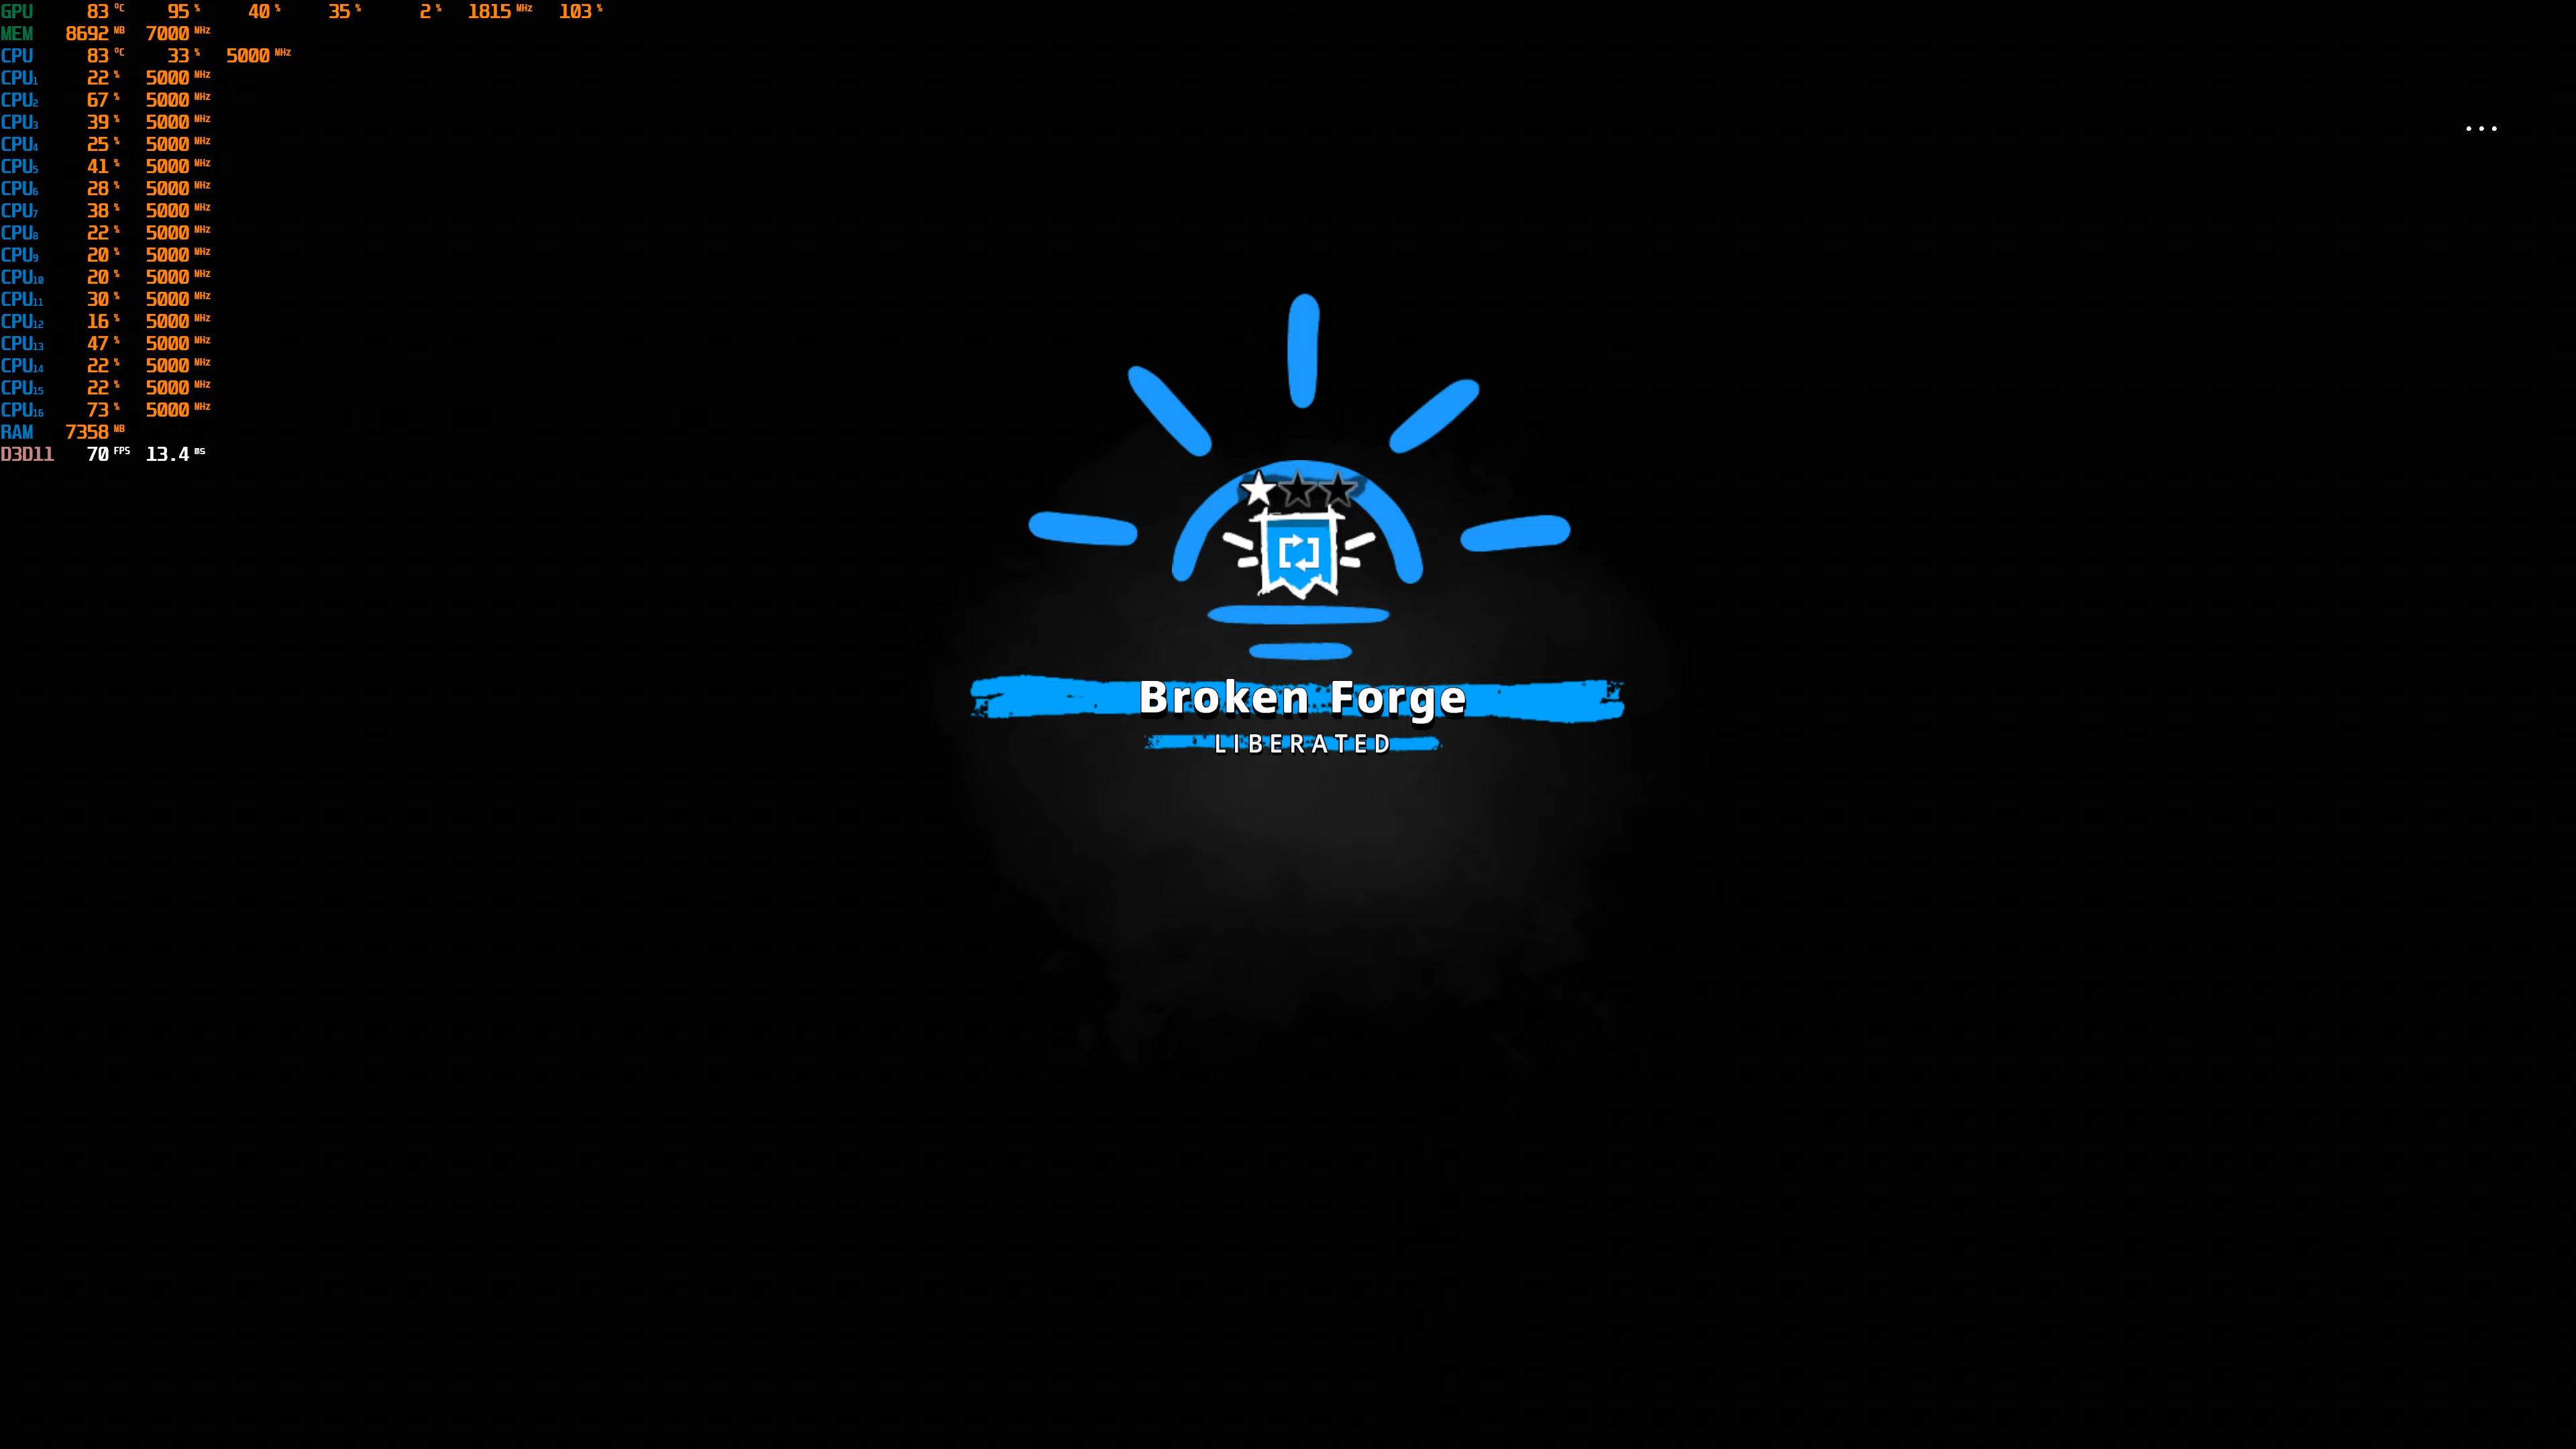 GPU 83 °C 95 % 40 % 35 % 2 % 1815 MHz 103 %
MEM 8692 MB 7000 MHz
CPU 83 °C 33 % 5000 MHz
CPU1 22 % 5000 MHz
CPU2 67 % 5000 MHz
CPU3 39 % 5000 MHz
CPU4 25 % 5000 MHz
CPU5 41 % 5000 MHz
CPU6 28 % 5000 MHz
CPU7 38 % 5000 MHz
CPU8 22 % 5000 MHz
CPU9 20 % 5000 MHz
CPU10 20 % 5000 MHz
CPU11 30 % 5000 MHz
CPU12 16 % 5000 MHz
CPU13 47 % 5000 MHz
CPU14 22 % 5000 MHz
CPU15 22 % 5000 MHz
CPU16 73 % 5000 MHz
RAM 7358 MB
D3D11 70 FPS 13.4 ms
...
Broken Forge
LIBERATED